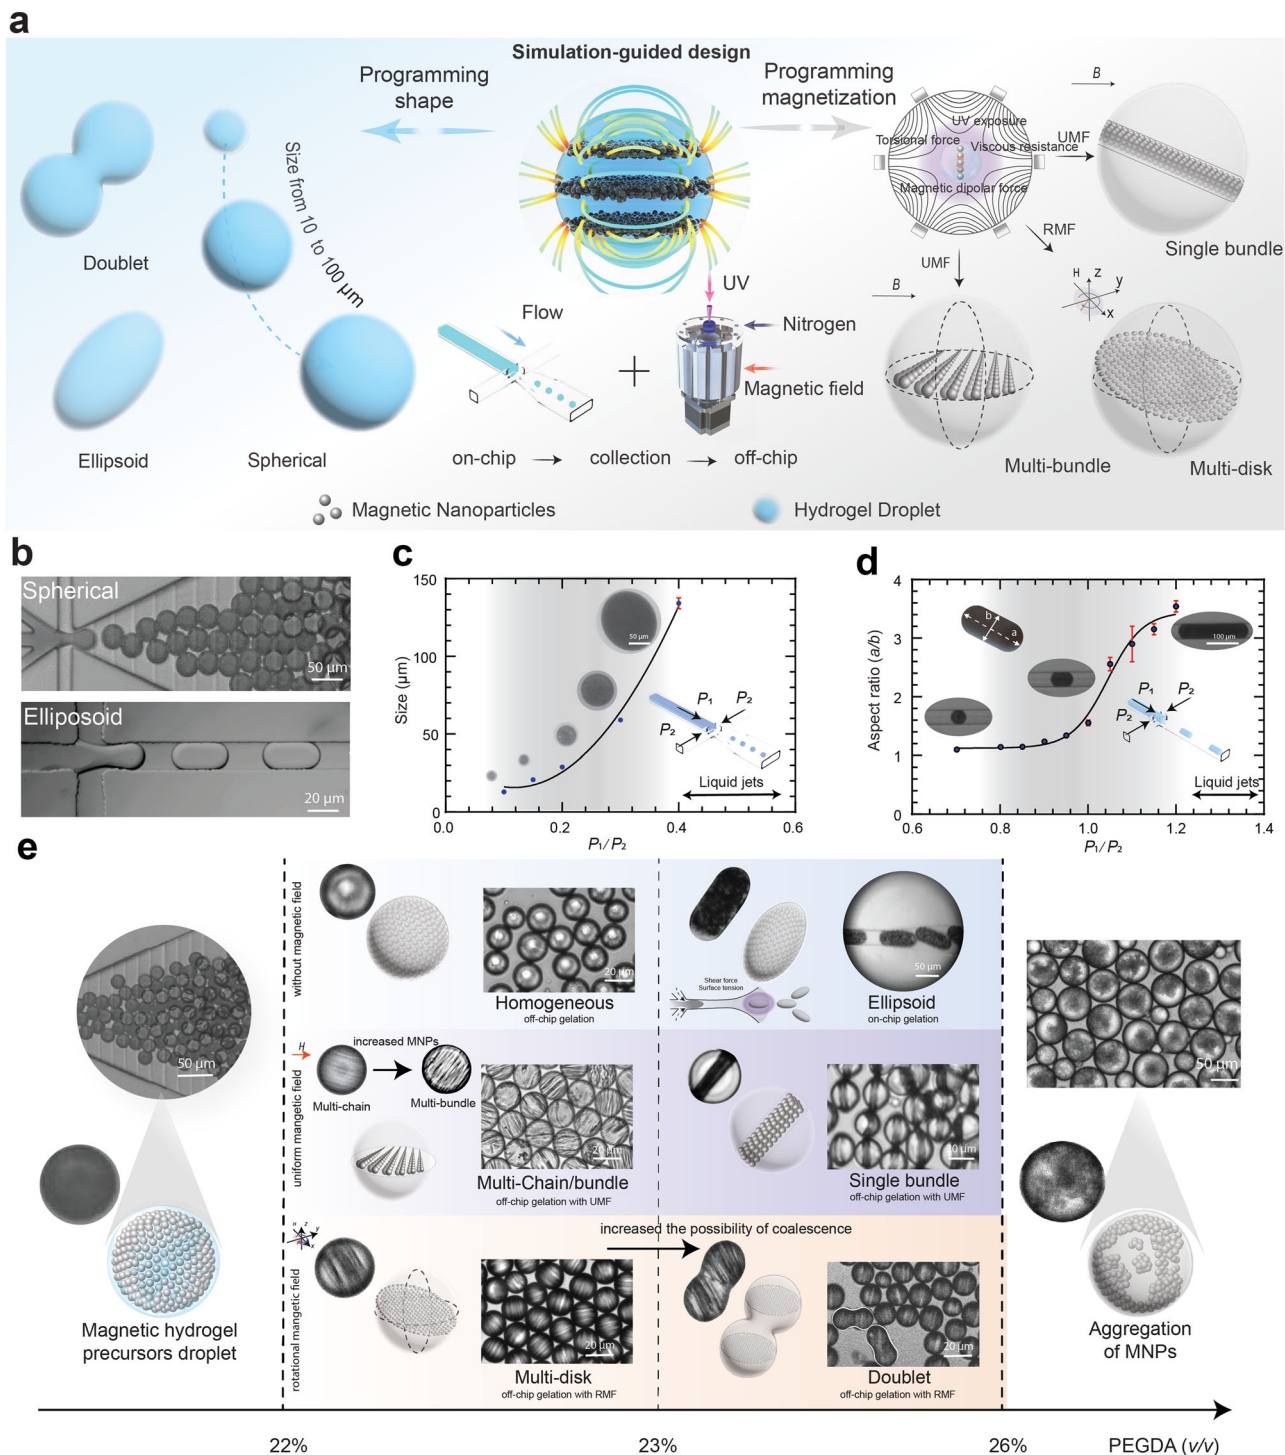 a
Simulation-guided design
Programming
shape
Programming
magnetization
Doublet
Size from 10 to 100 μm
Ellipsoid
Spherical
UV
Flow
Nitrogen
Magnetic field
on-chip
collection
off-chip
UV exposure
Torsional force
Viscous resistance
Magnetic dipolar force
UMF
B
Single bundle
RMF
UMF
B
H
z
y
x
Multi-bundle
Multi-disk
Magnetic Nanoparticles
Hydrogel Droplet
b
Spherical
50 μm
Elliposoid
20 μm
c
Size (μm)
150
100
50
0
0.0
0.2
0.4
0.6
P1/ P2
50 μm
P1
P2
P2
Liquid jets
d
Aspect ratio (a/b)
4
3
2
1
0
0.6
0.8
1.0
1.2
1.4
P1/ P2
b
a
100 μm
P1
P2
P2
Liquid jets
e
50 μm
Magnetic hydrogel
precursors droplet
without magnetic field
20 μm
Homogeneous
off-chip gelation
Shear force
Surface tension
50 μm
Ellipsoid
on-chip gelation
uniform mangetic field
H
increased MNPs
Multi-chain
Multi-bundle
20 μm
Multi-Chain/bundle
off-chip gelation with UMF
20 μm
Single bundle
off-chip gelation with UMF
rotational mangetic field
H
z
y
x
increased the possibility of coalescence
20 μm
Multi-disk
off-chip gelation with RMF
20 μm
Doublet
off-chip gelation with RMF
50 μm
Aggregation
of MNPs
22%
23%
26%
PEGDA (v/v)